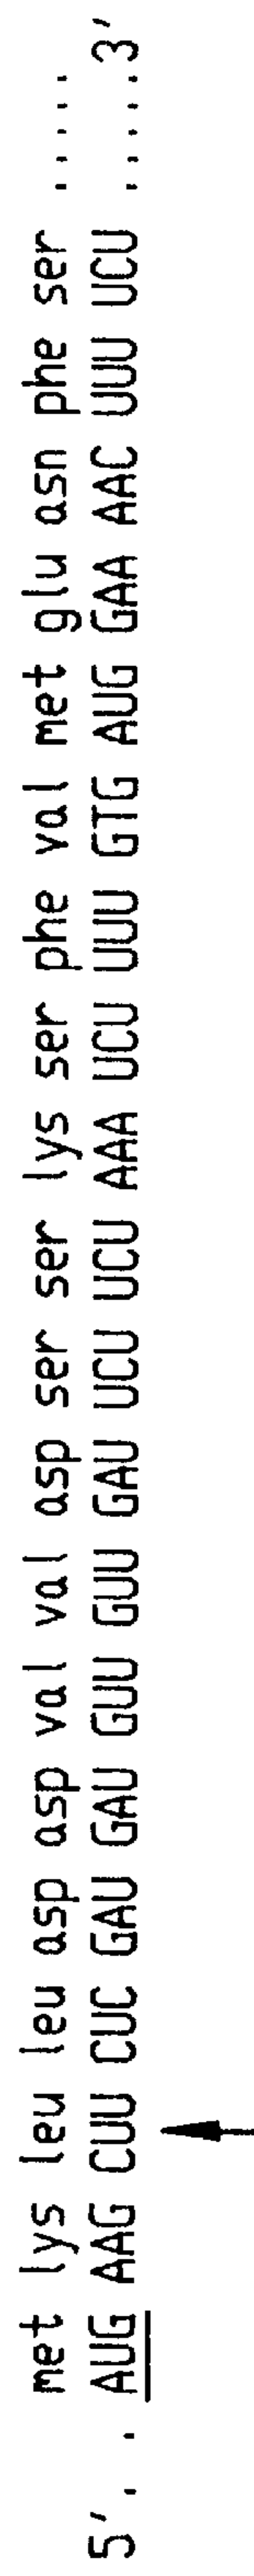 met lys leu leu asp asp val val asp ser ser lys ser phe val met glu asn phe ser .....
5'. . AUG AAG CUU CUC GAU GAU GUU GUU GAU UCU UCU AAA UCU UUU GTG AUG GAA AAC UUU UCU ......3'